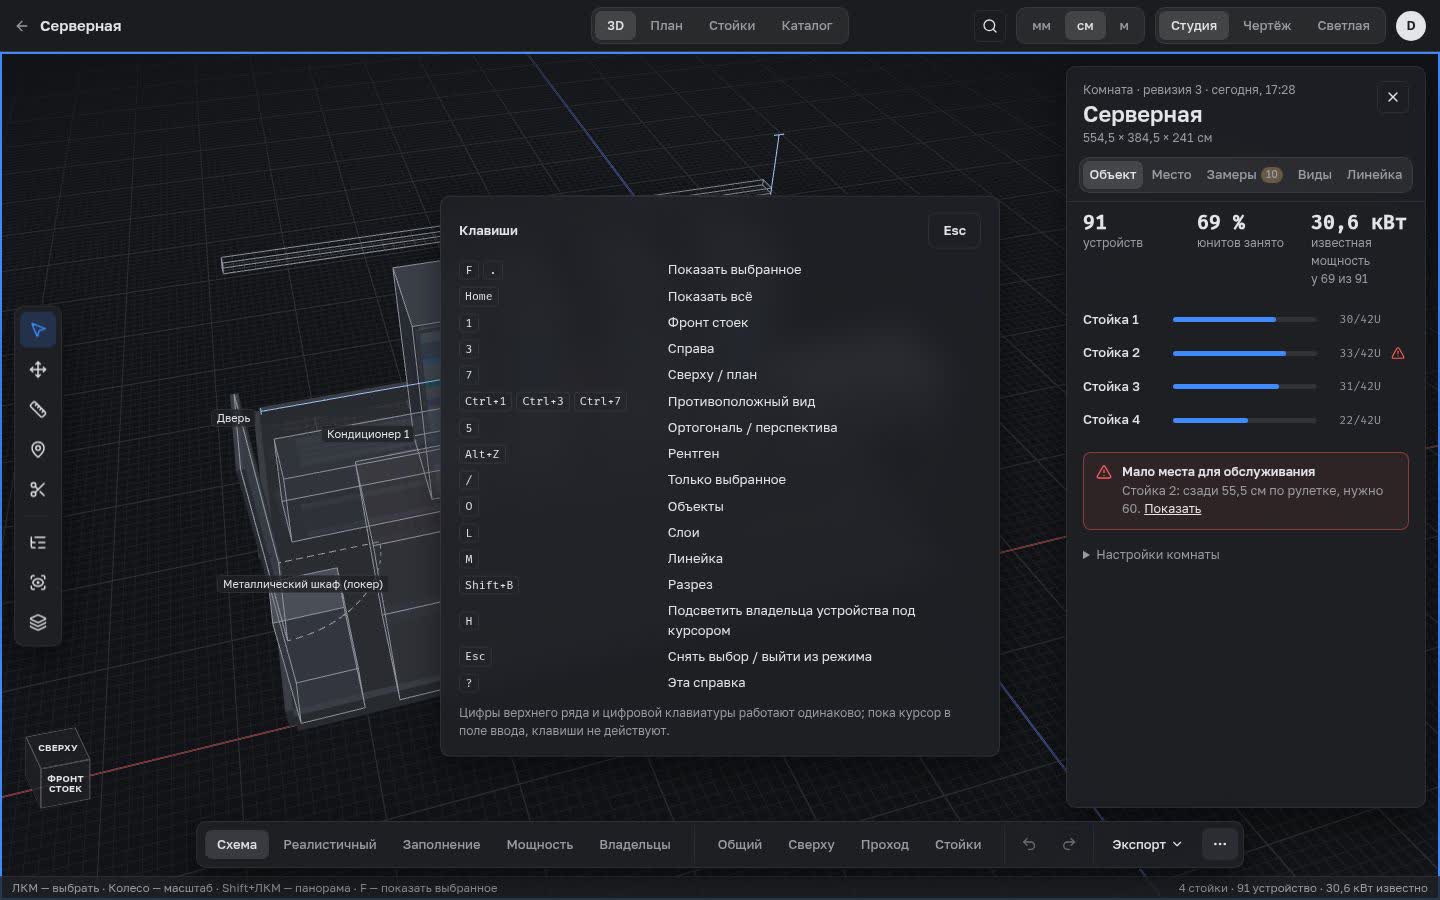 Серверная
3D План Стойки Каталог
мм см м
Студия Чертёж Светлая
D
Комната · ревизия 3 · сегодня, 17:28
Серверная
554,5 × 384,5 × 241 см
Объект Место Замеры 10 Виды Линейка
91 69 % 30,6 кВт
устройств юнитов занято известная
мощность
у 69 из 91
Стойка 1 30/42U
Стойка 2 33/42U
Стойка 3 31/42U
Стойка 4 22/42U
Мало места для обслуживания
Стойка 2: сзади 55,5 см по рулетке, нужно
60. Показать
Настройки комнаты
Клавиши Esc
F . Показать выбранное
Home Показать всё
1 Фронт стоек
3 Справа
7 Сверху / план
Ctrl+1 Ctrl+3 Ctrl+7 Противоположный вид
5 Ортогональ / перспектива
Alt+Z Рентген
/ Только выбранное
O Объекты
L Слои
M Линейка
Shift+B Разрез
H Подсветить владельца устройства под
курсором
Esc Снять выбор / выйти из режима
? Эта справка
Цифры верхнего ряда и цифровой клавиатуры работают одинаково; пока курсор в
поле ввода, клавиши не действуют.
Дверь
Кондиционер 1
Металлический шкаф (локер)
СВЕРХУ
ФРОНТ
СТОЕК
Схема Реалистичный Заполнение Мощность Владельцы Общий Сверху Проход Стойки Экспорт
ЛКМ — выбрать · Колесо — масштаб · Shift+ЛКМ — панорама · F — показать выбранное
4 стойки · 91 устройство · 30,6 кВт известно